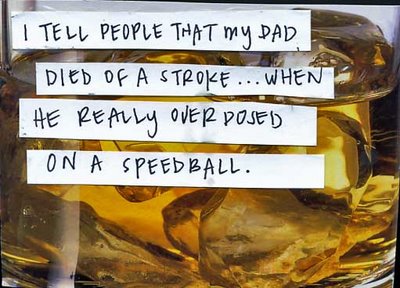 I TELL PEOPLE THAT MY DAD
DIED OF A STROKE...WHEN
HE REALLY OVERDOSED
ON A SPEEDBALL.